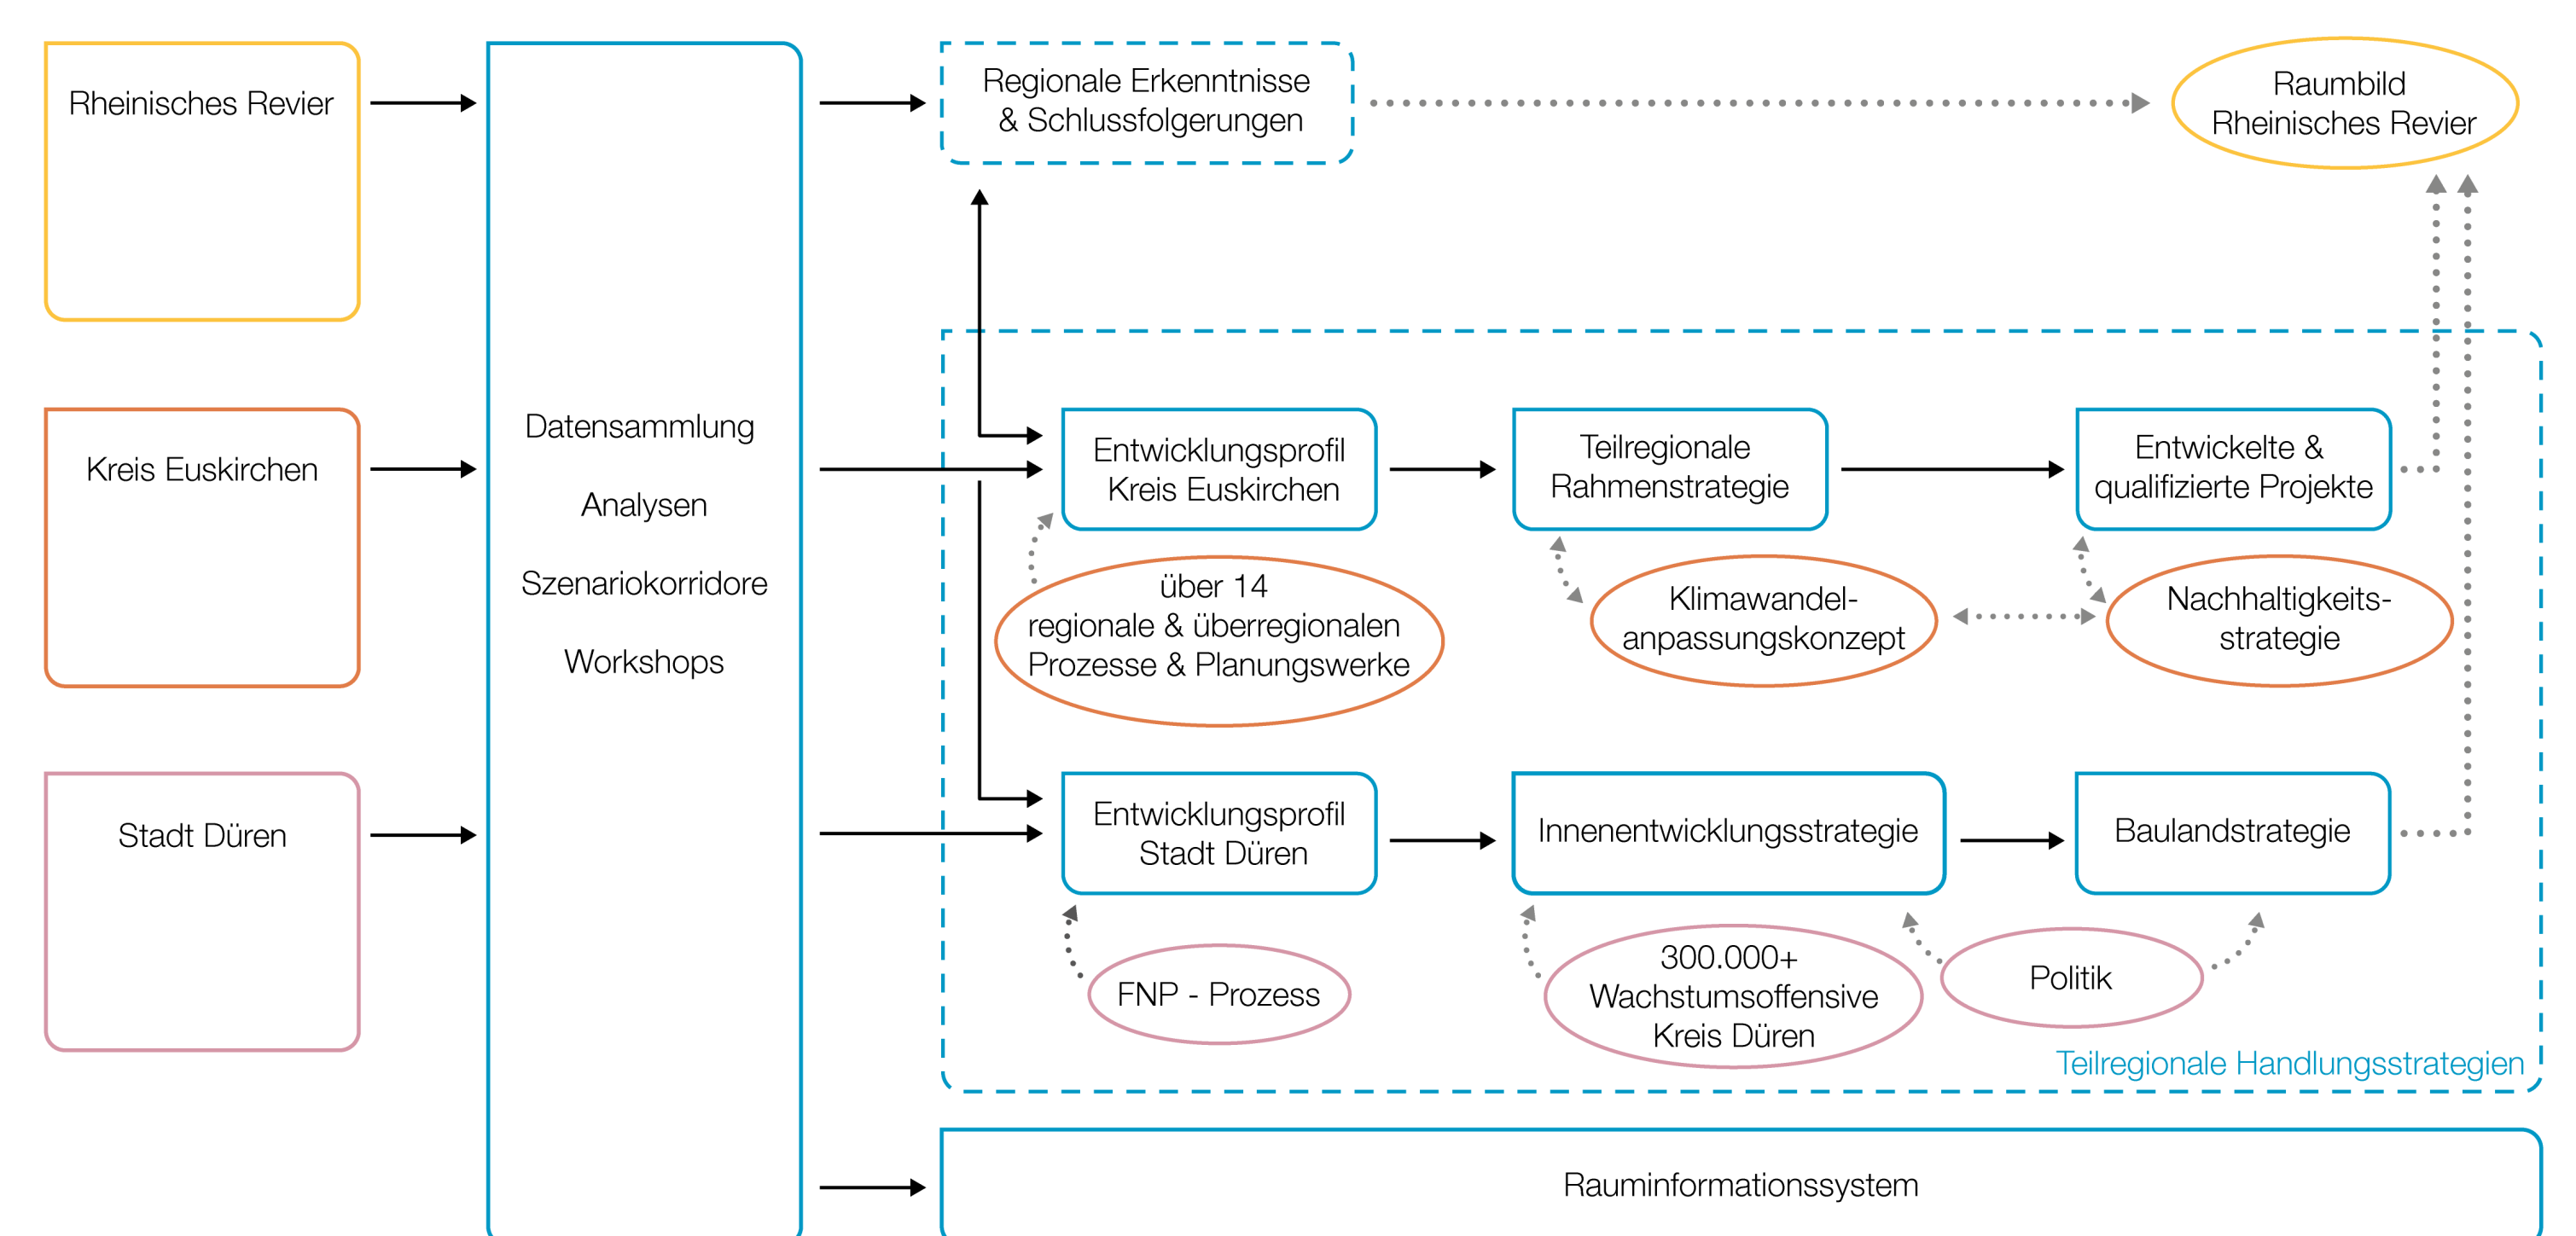 Rheinisches Revier
Regionale Erkenntnisse
& Schlussfolgerungen
Raumbild
Rheinisches Revier
Kreis Euskirchen
Datensammlung
Analysen
Szenariokorridore
Workshops
Entwicklungsprofil
Kreis Euskirchen
Teilregionale
Rahmenstrategie
Entwickelte &
qualifizierte Projekte
über 14
regionale & überregionalen
Prozesse & Planungswerke
Klimawandel-
anpassungskonzept
Nachhaltigkeits-
strategie
Stadt Düren
Entwicklungsprofil
Stadt Düren
Innenentwicklungsstrategie
Baulandstrategie
FNP - Prozess
300.000+
Wachstumsoffensive
Kreis Düren
Politik
Teilregionale Handlungsstrategien
Rauminformationssystem